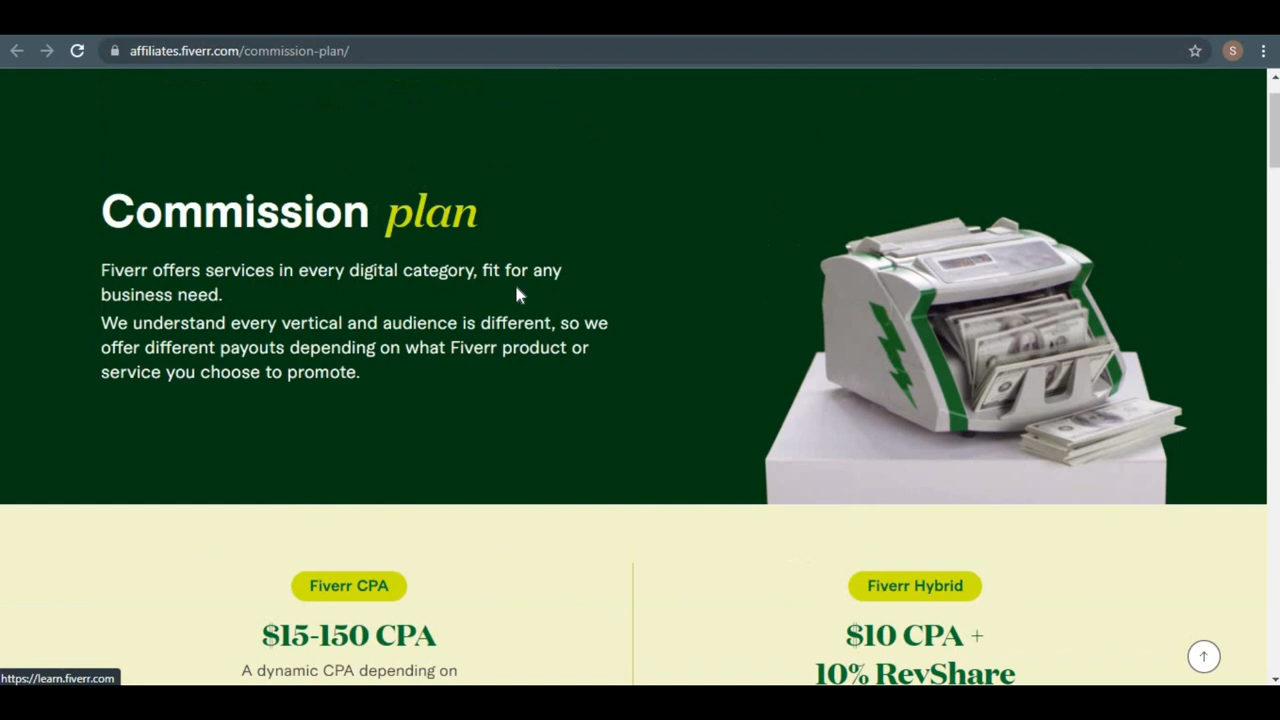 affiliates.fiverr.com/commission-plan/
S
Commission plan
Fiverr offers services in every digital category, fit for any
business need.
We understand every vertical and audience is different, so we
offer different payouts depending on what Fiverr product or
service you choose to promote.
Fiverr CPA
$15-150 CPA
A dynamic CPA depending on
Fiverr Hybrid
$10 CPA +
10% RevShare
https://learn.fiverr.com